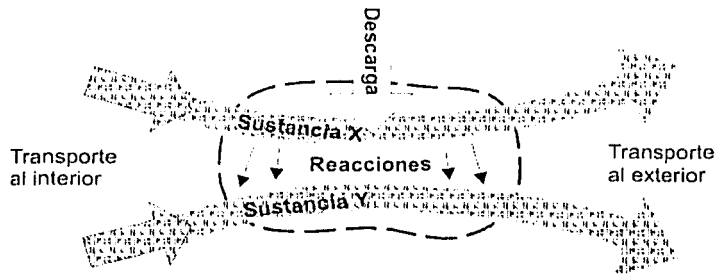 Descarga
Sustancia X
Transporte
al interior
Reacciones
Transporte
al exterior
Sustancia Y